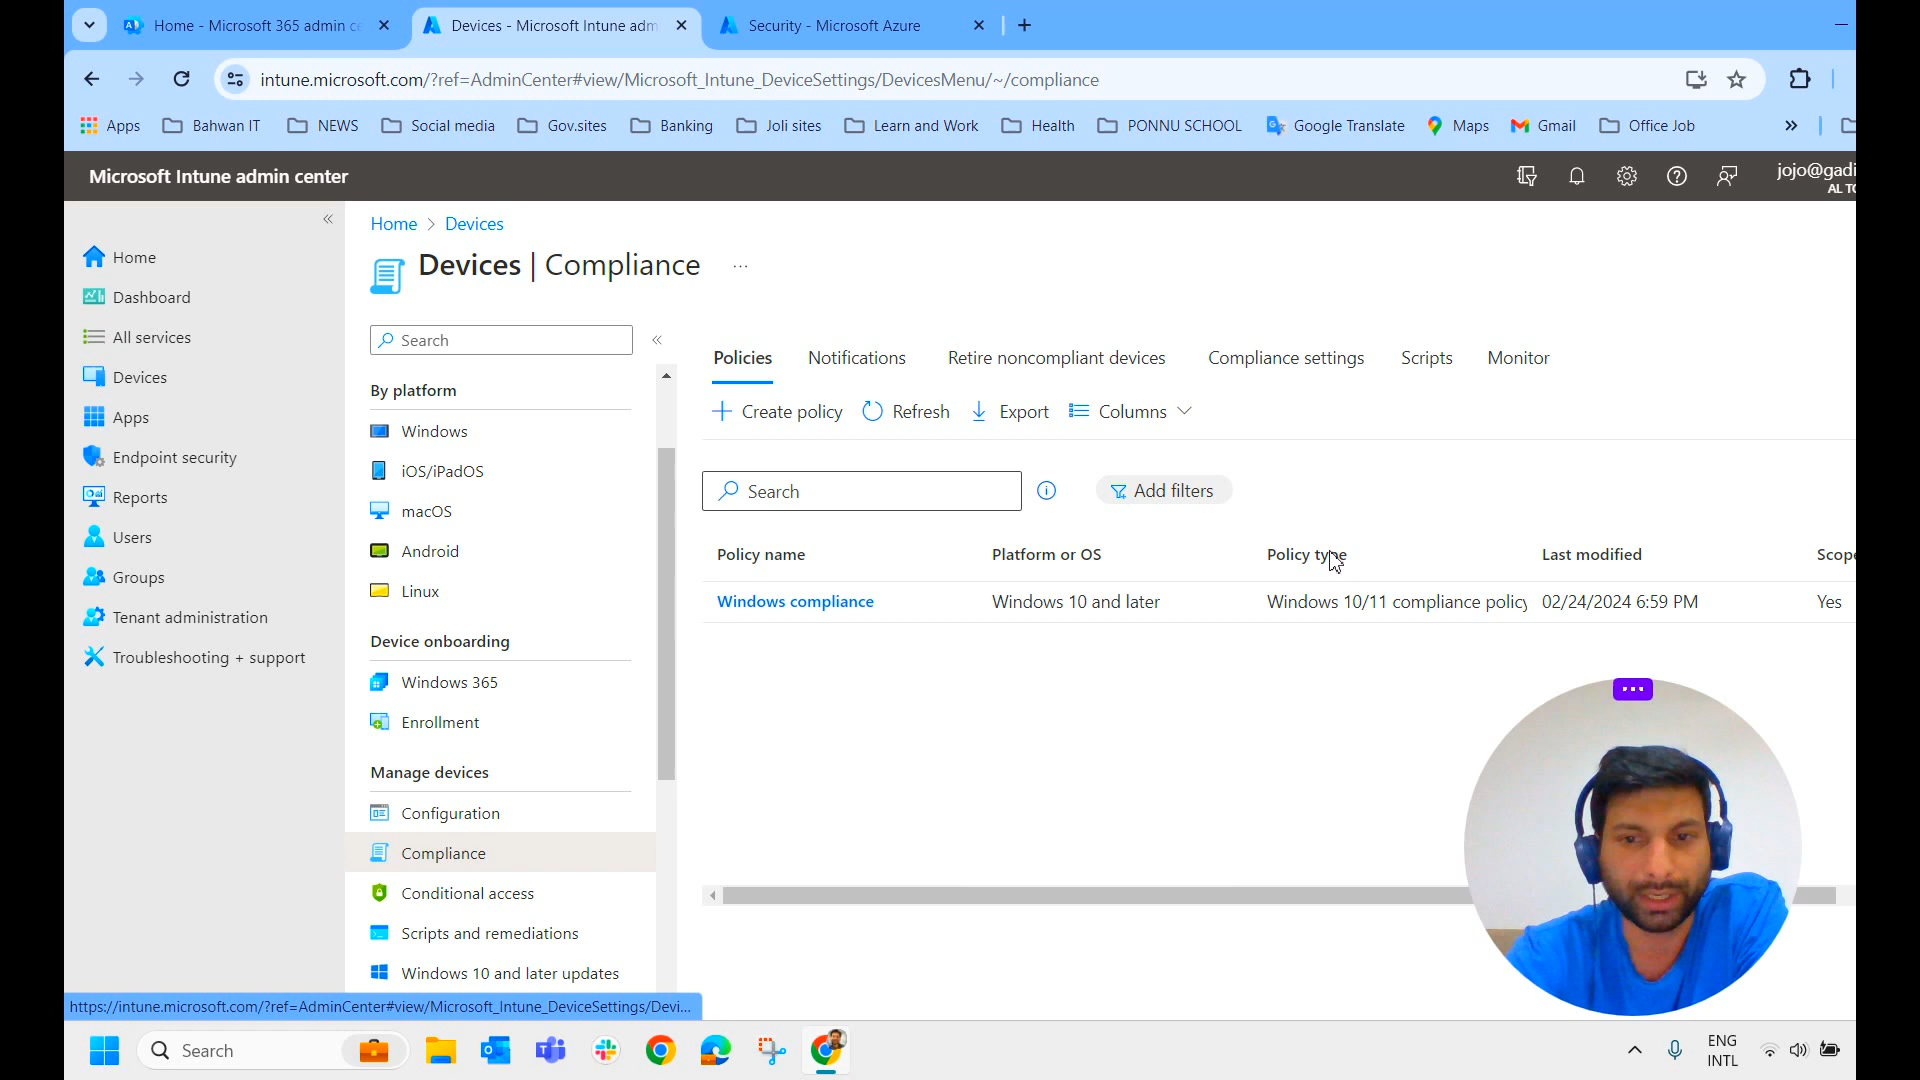 Home - Microsoft 365 admin ce
Devices - Microsoft Intune adm
Security - Microsoft Azure
intune.microsoft.com/?ref=AdminCenter#view/Microsoft_Intune_DeviceSettings/DevicesMenu/~/compliance
Apps
Bahwan IT
NEWS
Social media
Gov.sites
Banking
Joli sites
Learn and Work
Health
PONNU SCHOOL
Google Translate
Maps
Gmail
Office Job
Microsoft Intune admin center
jojo@gadi
AL TO
Home
Dashboard
All services
Devices
Apps
Endpoint security
Reports
Users
Groups
Tenant administration
Troubleshooting + support
Home > Devices
Devices | Compliance
Search
By platform
Windows
iOS/iPadOS
macOS
Android
Linux
Device onboarding
Windows 365
Enrollment
Manage devices
Configuration
Compliance
Conditional access
Scripts and remediations
Windows 10 and later updates
Policies
Notifications
Retire noncompliant devices
Compliance settings
Scripts
Monitor
Create policy
Refresh
Export
Columns
Search
Add filters
Policy name
Platform or OS
Policy type
Last modified
Scope
Windows compliance
Windows 10 and later
Windows 10/11 compliance policy
02/24/2024 6:59 PM
Yes
https://intune.microsoft.com/?ref=AdminCenter#view/Microsoft_Intune_DeviceSettings/Devi...
Search
ENG
INTL